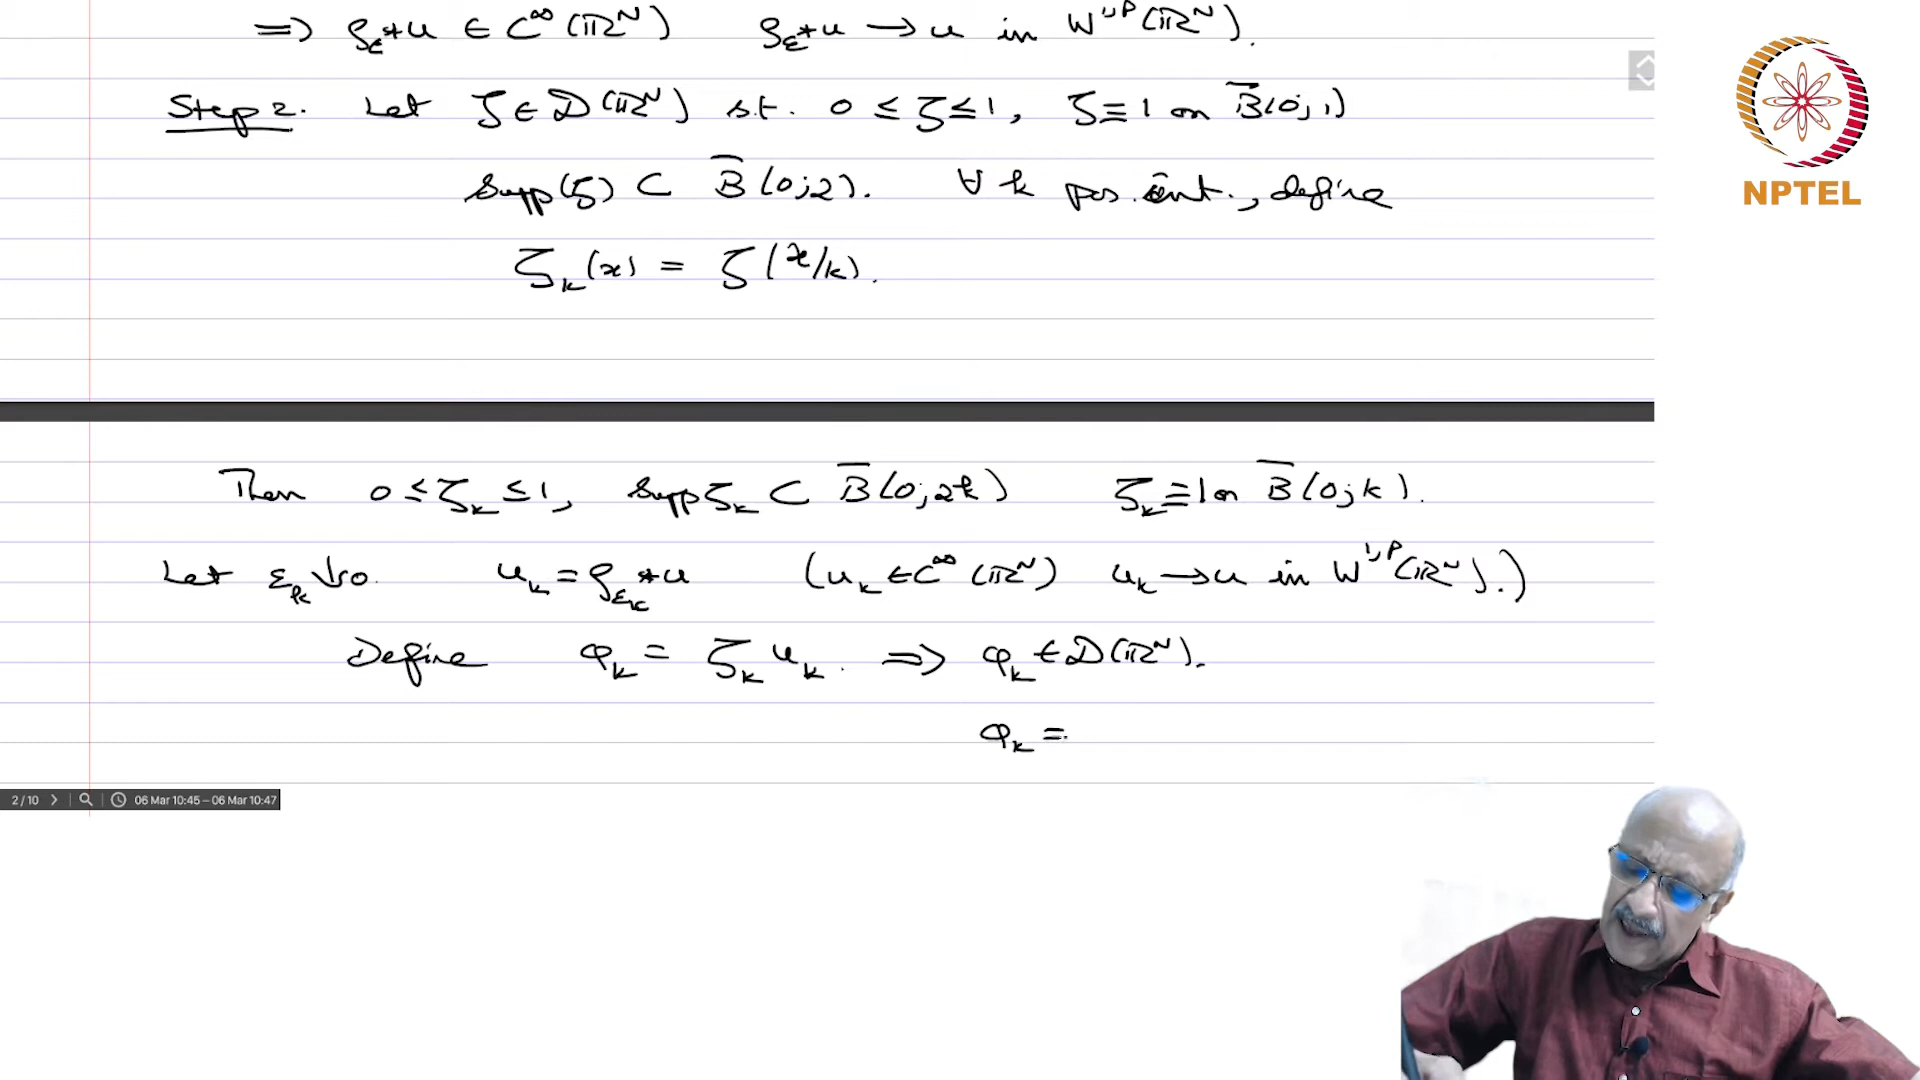 ⇒ ρ_ε * u ∈ C^∞(ℝ^N)   ρ_ε * u → u in W^{1,p}(ℝ^N).
Step 2. Let ζ ∈ 𝒟(ℝ^N) s.t. 0 ≤ ζ ≤ 1, ζ ≡ 1 on B̄(0;1)
NPTEL
supp(ζ) ⊂ B̄(0;2). ∀ k pos. int., define
ζ_k(x) = ζ(x/k).
Then 0 ≤ ζ_k ≤ 1, supp ζ_k ⊂ B̄(0;2k)   ζ_k ≡ 1 on B̄(0;k).
Let ε_k ↓ 0.   u_k = ρ_{ε_k} * u   (u_k ∈ C^∞(ℝ^N)   u_k → u in W^{1,p}(ℝ^N).)
Define   φ_k = ζ_k u_k. ⇒ φ_k ∈ 𝒟(ℝ^N).
φ_k =
2 / 10   06 Mar 10:45 – 06 Mar 10:47